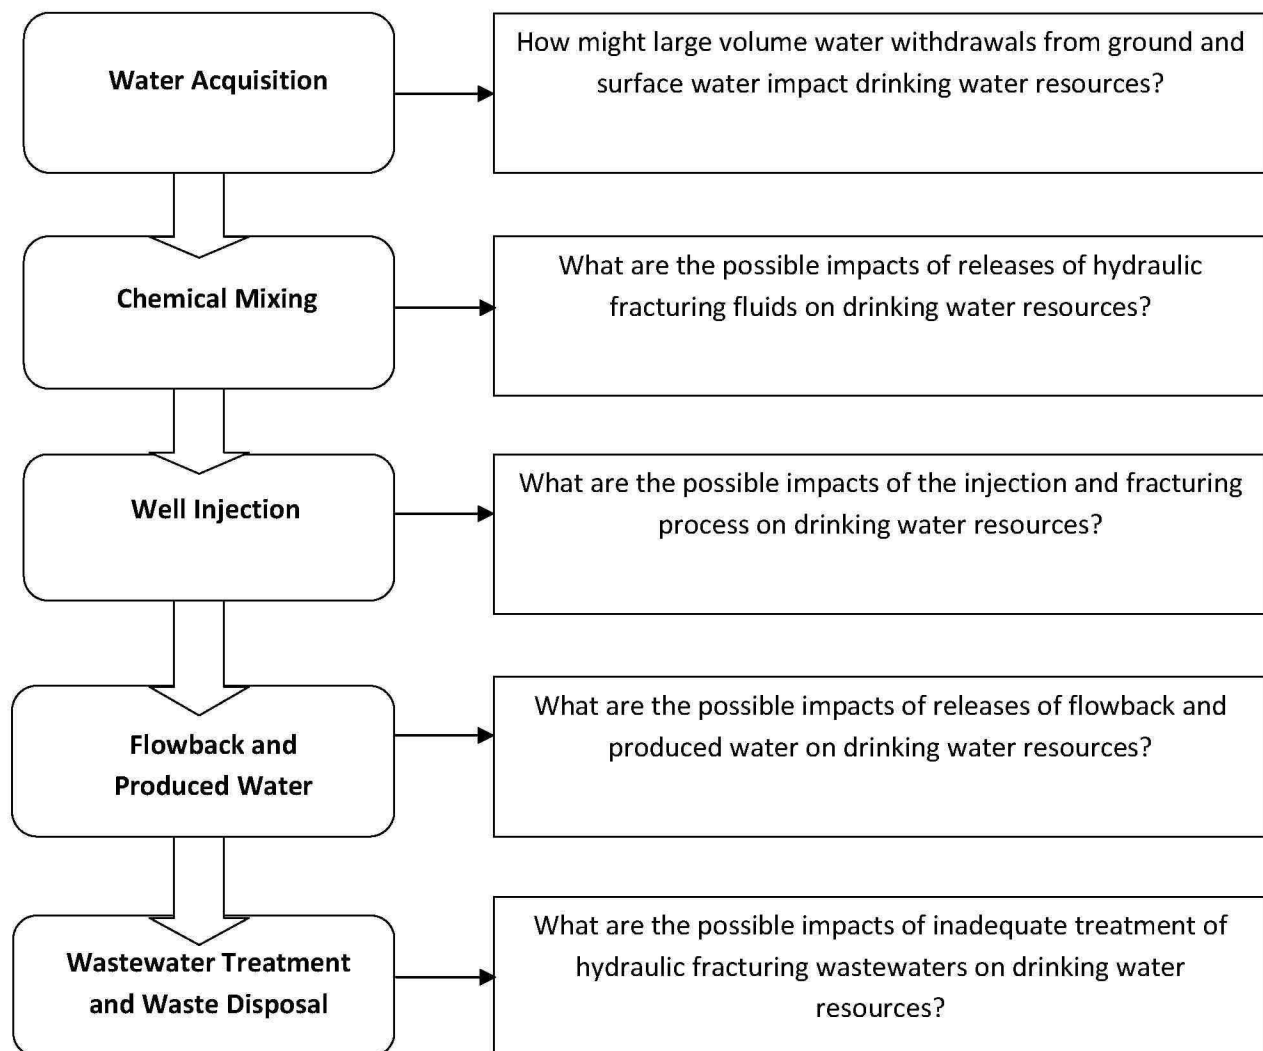 Water Acquisition
How might large volume water withdrawals from ground and
surface water impact drinking water resources?
Chemical Mixing
What are the possible impacts of releases of hydraulic
fracturing fluids on drinking water resources?
Well Injection
What are the possible impacts of the injection and fracturing
process on drinking water resources?
Flowback and
Produced Water
What are the possible impacts of releases of flowback and
produced water on drinking water resources?
Wastewater Treatment
and Waste Disposal
What are the possible impacts of inadequate treatment of
hydraulic fracturing wastewaters on drinking water
resources?